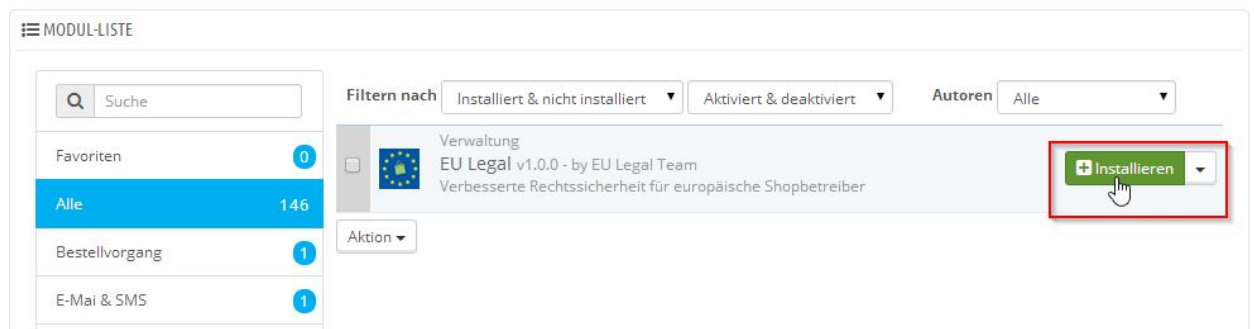 MODUL-LISTE
Suche
Favoriten 0
Alle 146
Bestellvorgang 1
E-Mai & SMS 1
Filtern nach Installiert & nicht installiert Aktiviert & deaktiviert Autoren Alle
Verwaltung
EU Legal v1.0.0 - by EU Legal Team
Verbesserte Rechtssicherheit für europäische Shopbetreiber
Installieren
Aktion